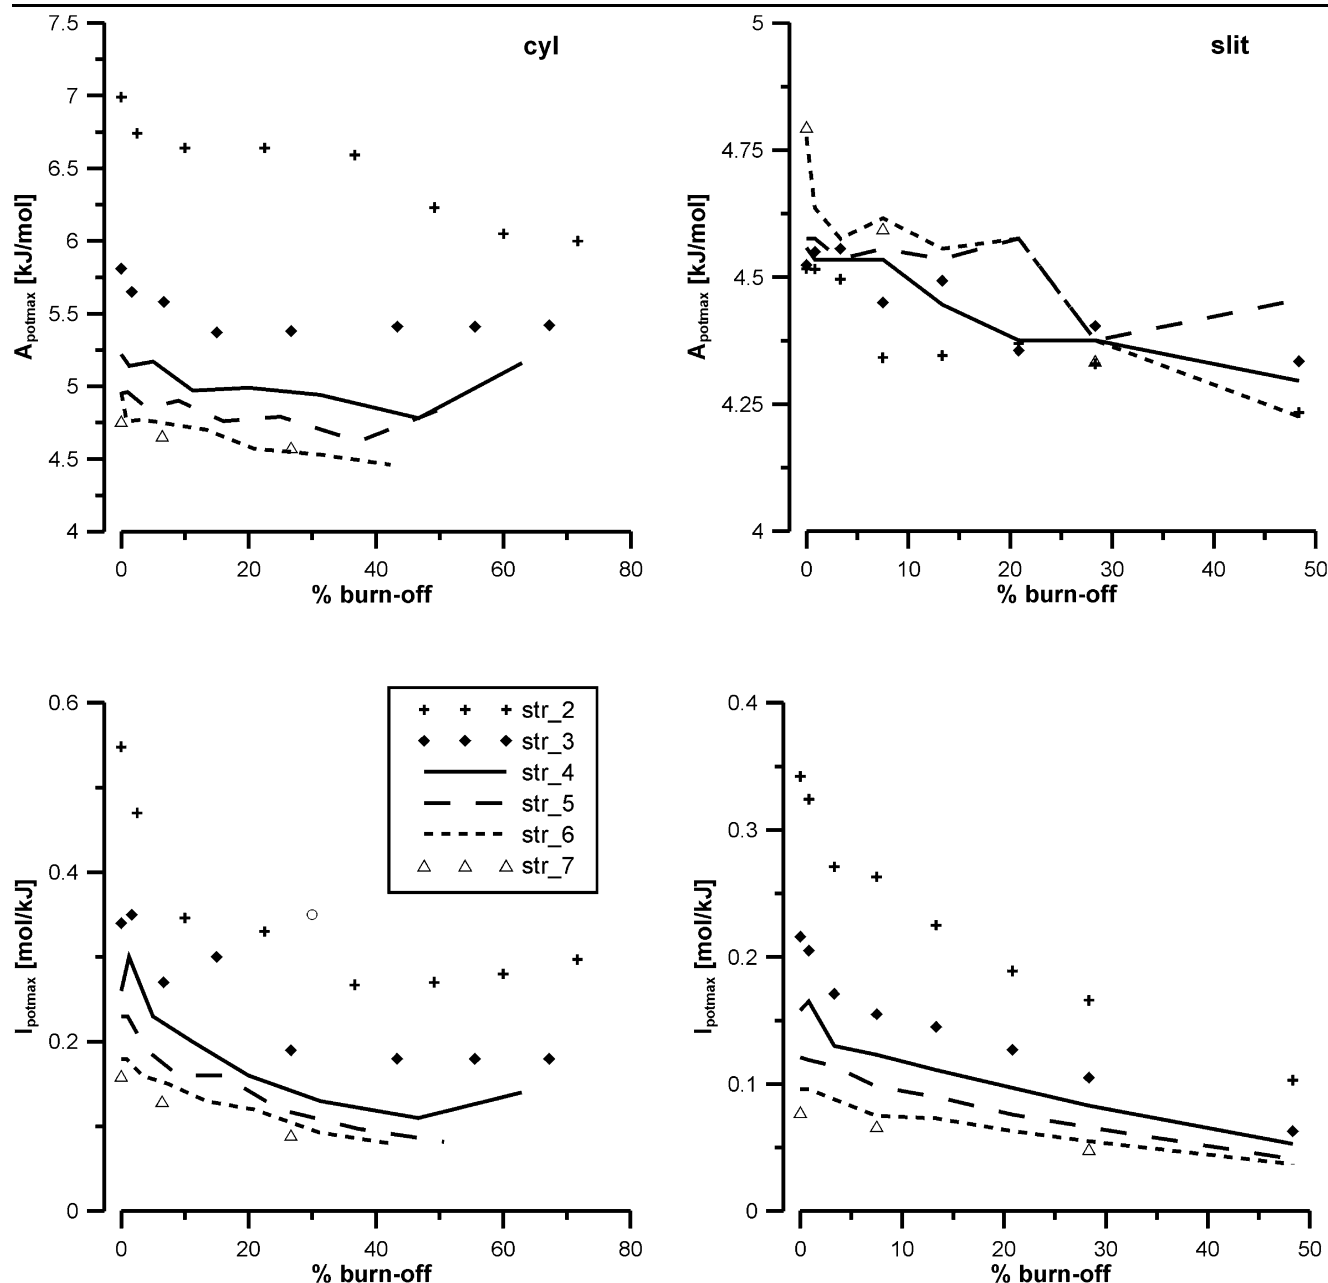 cyl
7.5
7
6.5
6
5.5
5
4.5
4
A_potmax [kJ/mol]
0 20 40 60 80
% burn-off
slit
5
4.75
4.5
4.25
4
A_potmax [kJ/mol]
0 10 20 30 40 50
% burn-off
0.6
0.4
0.2
0
I_potmax [mol/kJ]
str_2
str_3
str_4
str_5
str_6
str_7
0 20 40 60 80
% burn-off
0.4
0.3
0.2
0.1
0
I_potmax [mol/kJ]
0 10 20 30 40 50
% burn-off